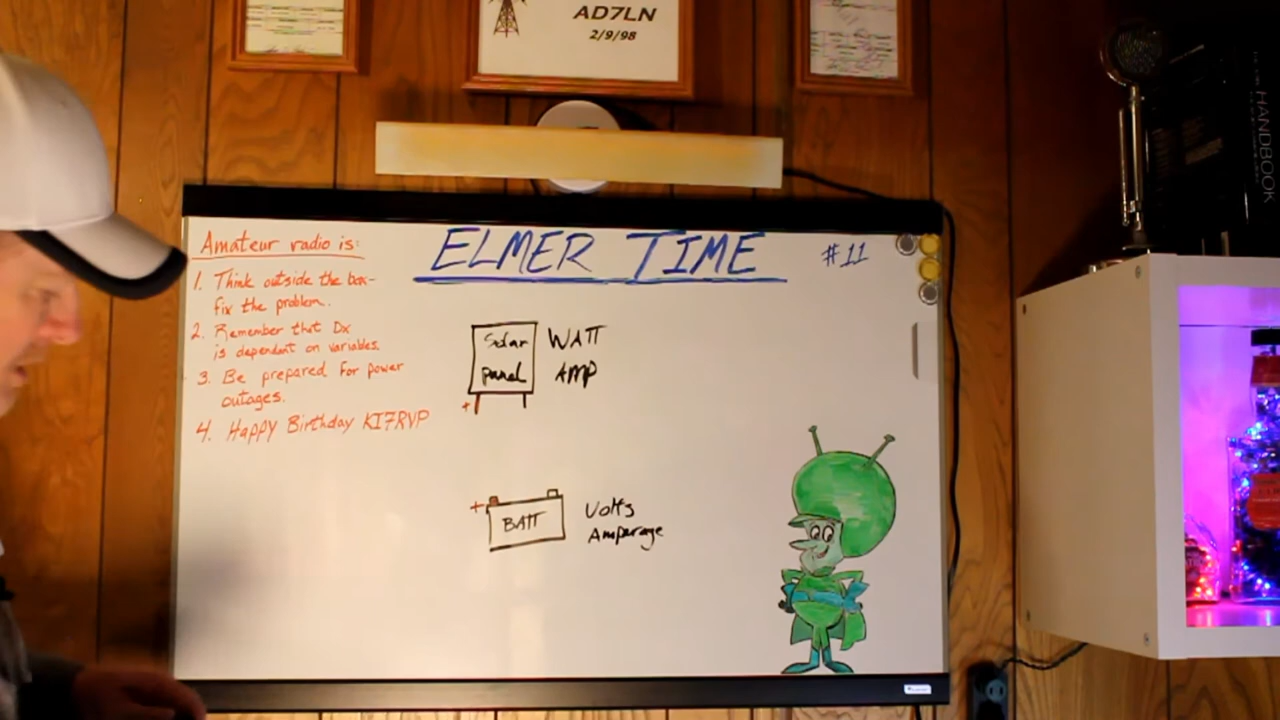 AD7LN
2/9/98
HANDBOOK
ELMER TIME
#11
Amateur radio is:
1. Think outside the box-
fix the problem.
2. Remember that Dx
is dependant on variables.
3. Be prepared for power
outages.
4. Happy Birthday KI7RVP
Solar
panel
+
WATT
AMP
+
BATT
Volts
Amperage